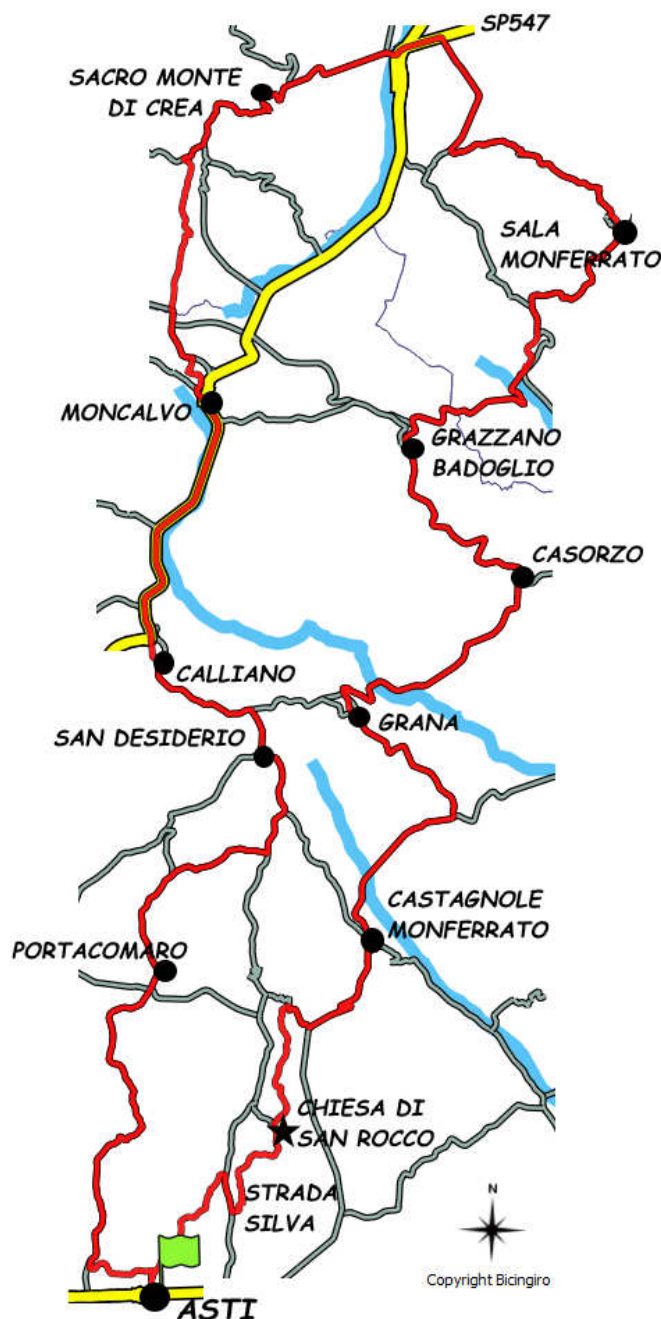 SP547
SACRO MONTE
DI CREA
SALA
MONFERRATO
MONCALVO
GRAZZANO
BADOGLIO
CASORZO
CALLIANO
GRANA
SAN DESIDERIO
CASTAGNOLE
MONFERRATO
PORTACOMARO
CHIESA DI
SAN ROCCO
STRADA
SILVA
N
Copyright Bicingiro
ASTI